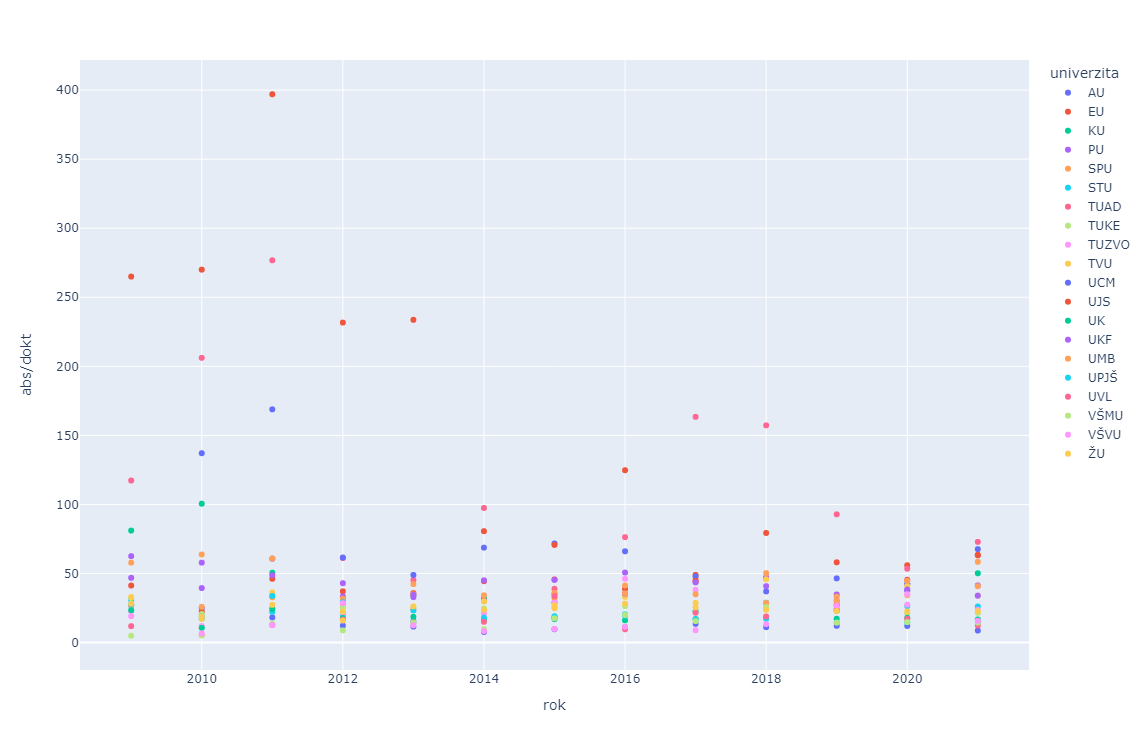 400
350
300
250
200
150
100
50
0
abs/dokt
2010
2012
2014
2016
2018
2020
rok
univerzita
AU
EU
KU
PU
SPU
STU
TUAD
TUKE
TUZVO
TVU
UCM
UJS
UK
UKF
UMB
UPJŠ
UVL
VŠMU
VŠVU
ŽU